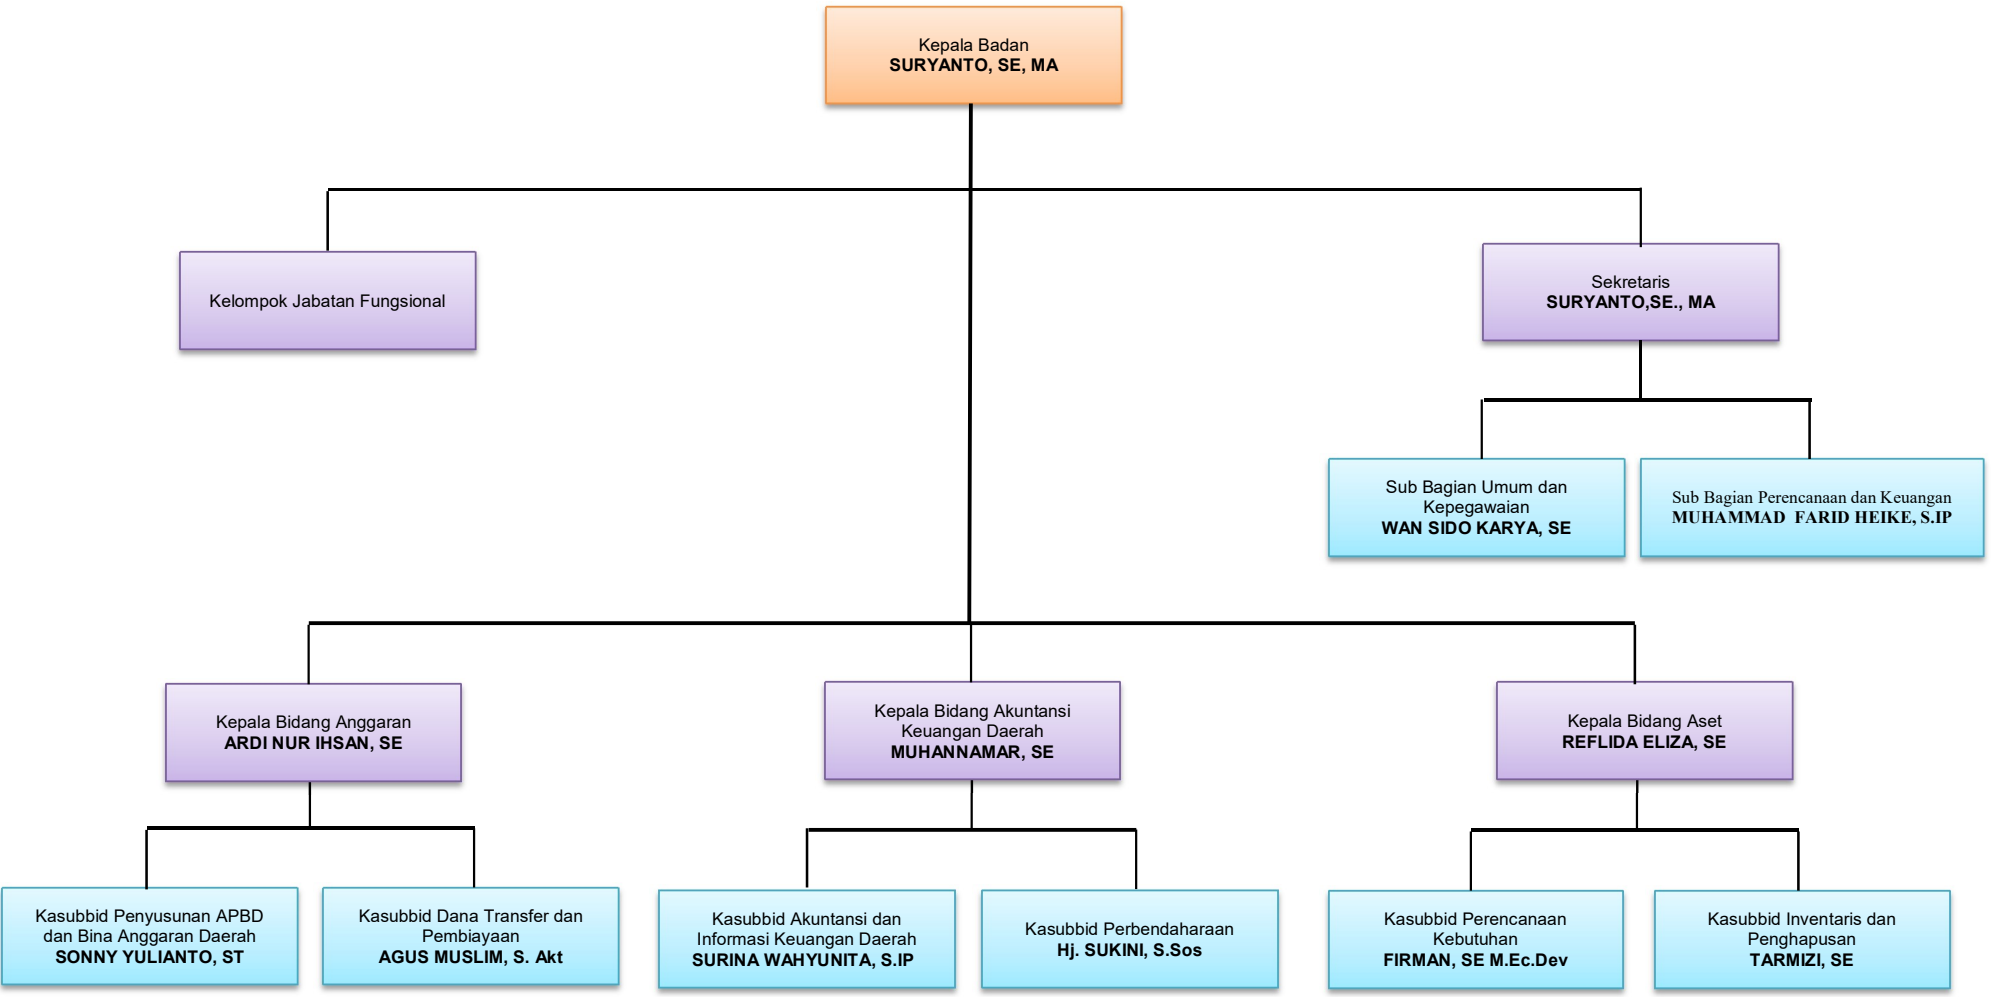 Kepala Badan
SURYANTO, SE, MA
Kelompok Jabatan Fungsional
Sekretaris
SURYANTO,SE., MA
Sub Bagian Umum dan
Kepegawaian
WAN SIDO KARYA, SE
Sub Bagian Perencanaan dan Keuangan
MUHAMMAD  FARID HEIKE, S.IP
Kepala Bidang Anggaran
ARDI NUR IHSAN, SE
Kepala Bidang Akuntansi
Keuangan Daerah
MUHANNAMAR, SE
Kepala Bidang Aset
REFLIDA ELIZA, SE
Kasubbid Penyusunan APBD
dan Bina Anggaran Daerah
SONNY YULIANTO, ST
Kasubbid Dana Transfer dan
Pembiayaan
AGUS MUSLIM, S. Akt
Kasubbid Akuntansi dan
Informasi Keuangan Daerah
SURINA WAHYUNITA, S.IP
Kasubbid Perbendaharaan
Hj. SUKINI, S.Sos
Kasubbid Perencanaan
Kebutuhan
FIRMAN, SE M.Ec.Dev
Kasubbid Inventaris dan
Penghapusan
TARMIZI, SE